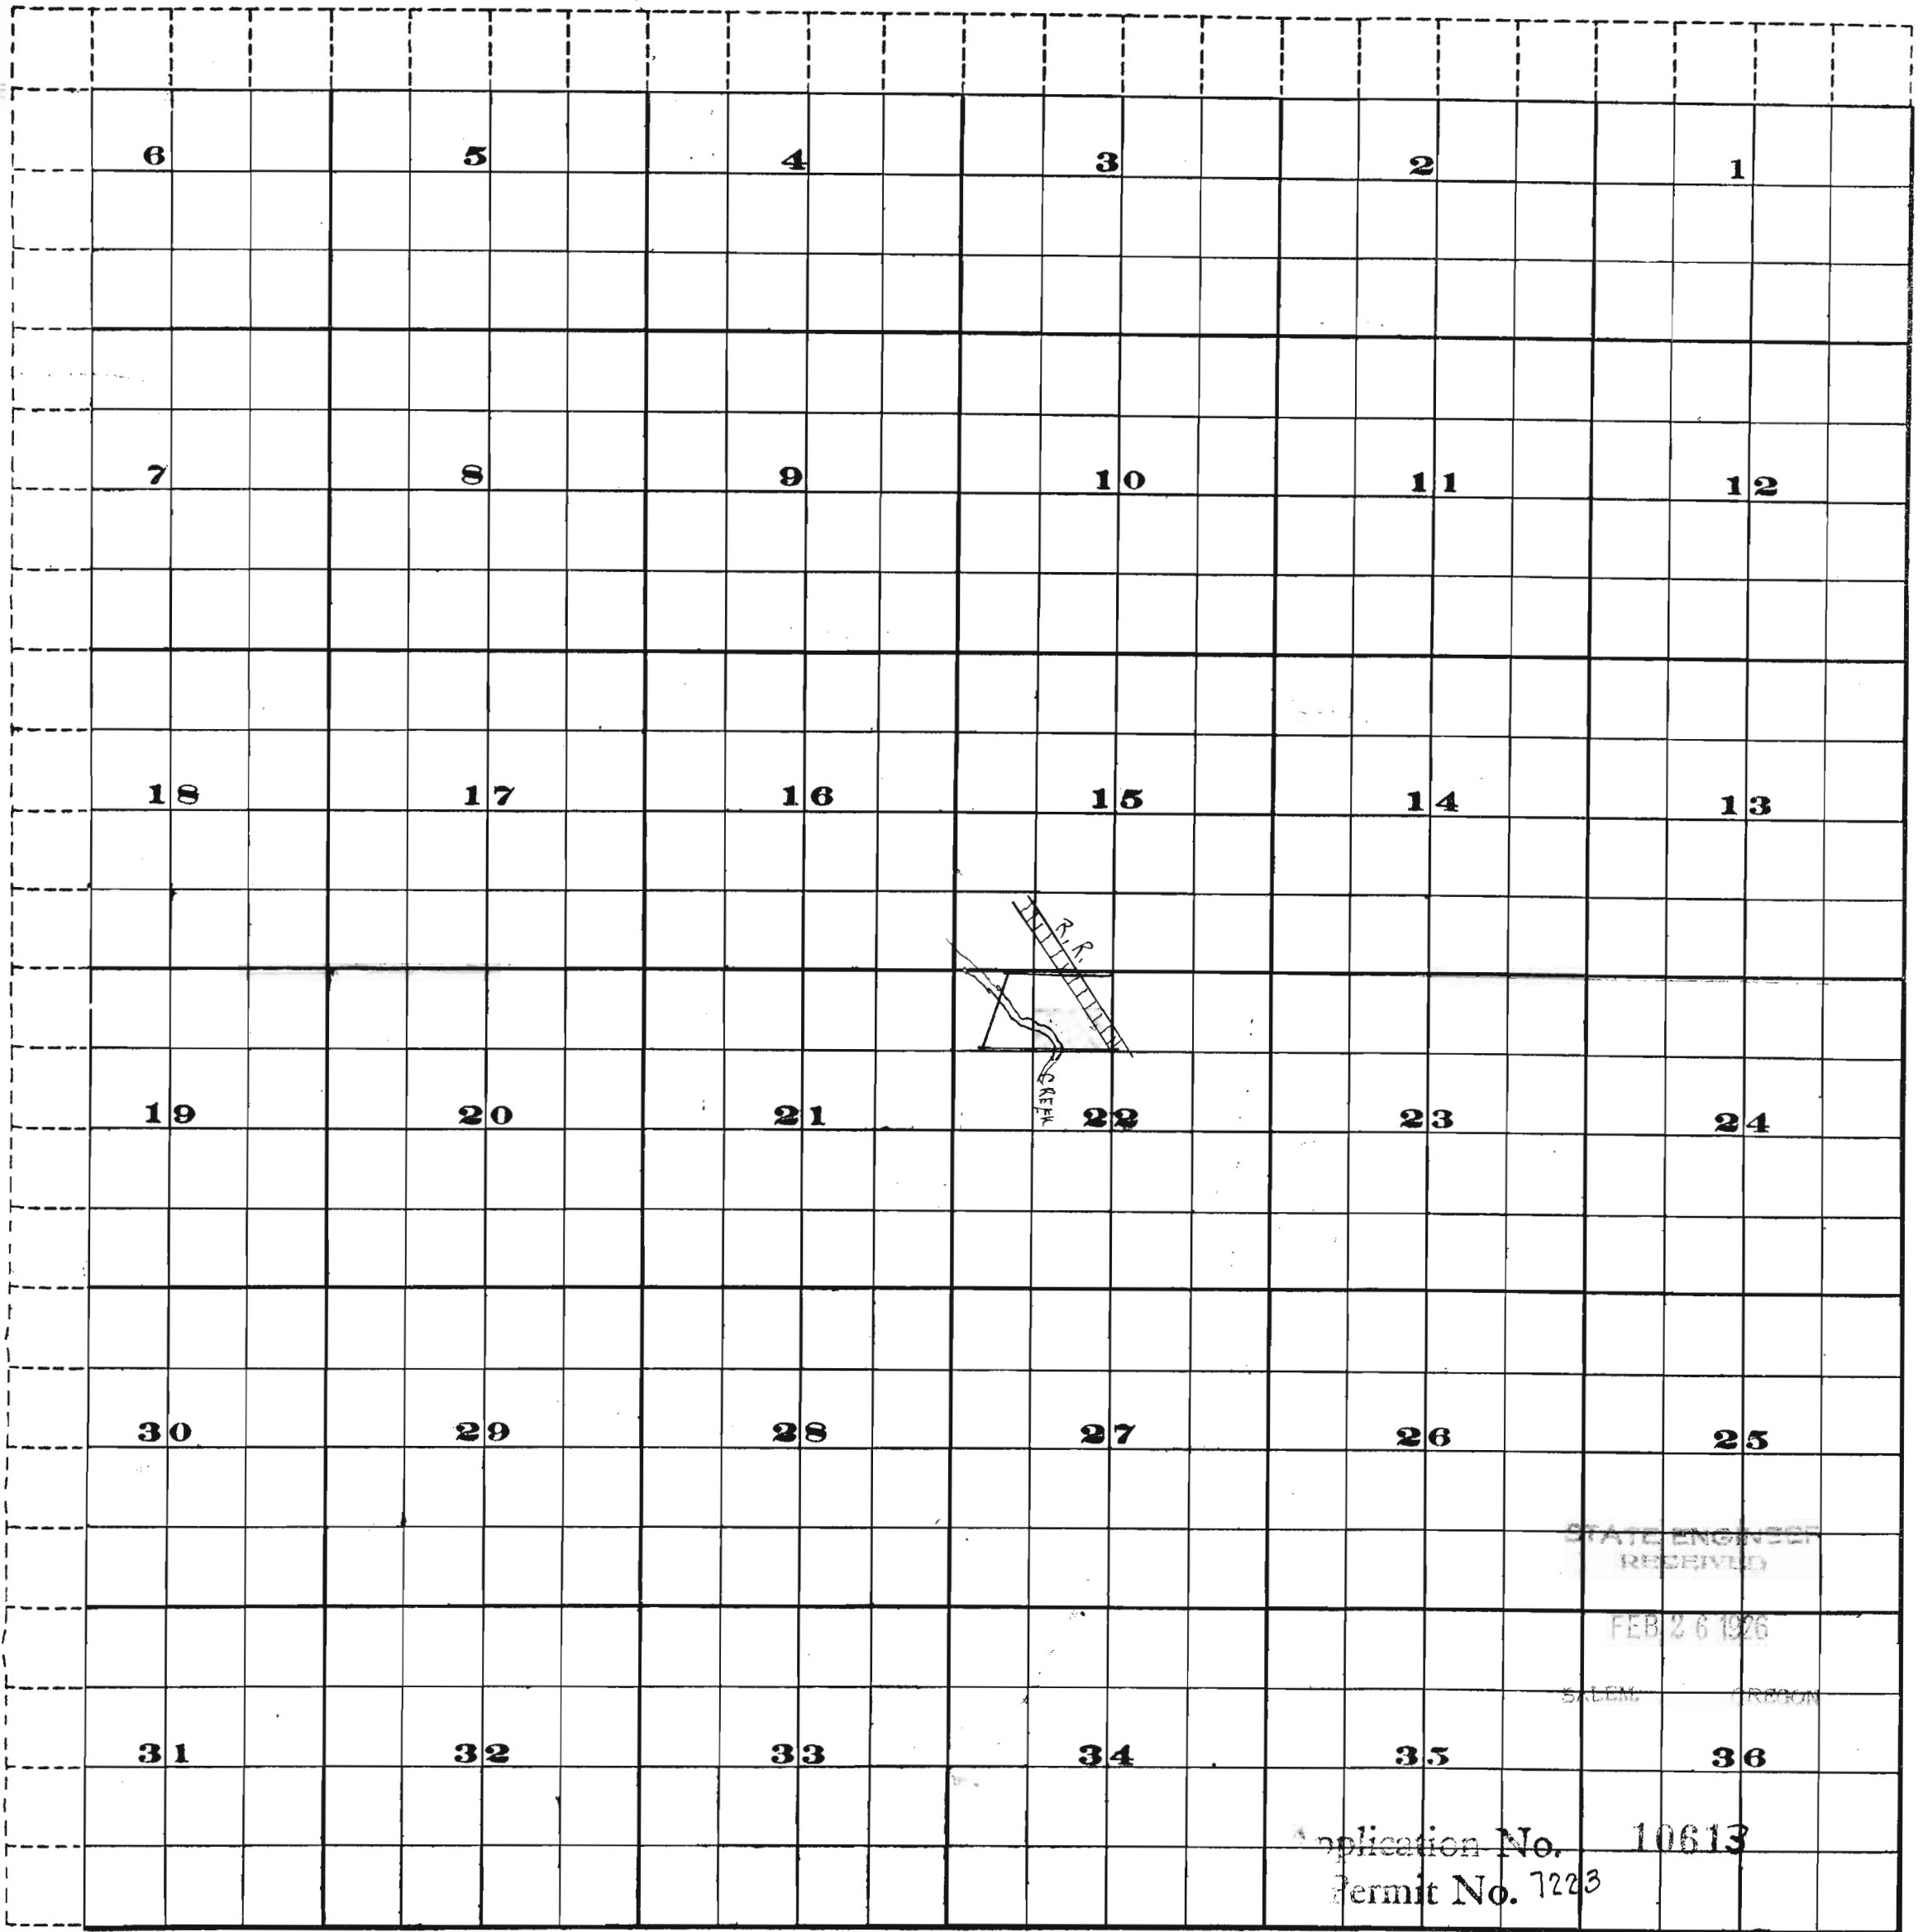 6 5 4 3 2 1
7 8 9 10 11 12
18 17 16 15 14 13
R.R.
CREEK
19 20 21 22 23 24
30 29 28 27 26 25
STATE ENGINEER
RECEIVED
FEB 26 1926
SALEM OREGON
31 32 33 34 35 36
Application No. 10613
Permit No. 7223